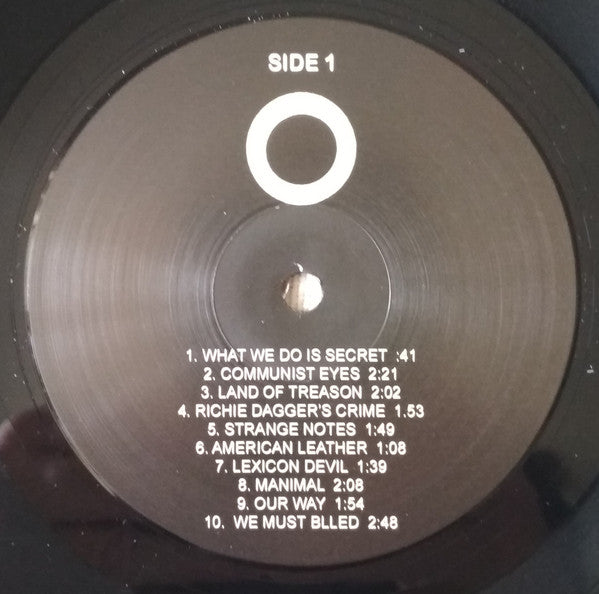 SIDE 1
1. WHAT WE DO IS SECRET :41
2. COMMUNIST EYES 2:21
3. LAND OF TREASON 2:02
4. RICHIE DAGGER'S CRIME 1.53
5. STRANGE NOTES 1:49
6. AMERICAN LEATHER 1:08
7. LEXICON DEVIL 1:39
8. MANIMAL 2:08
9. OUR WAY 1:54
10. WE MUST BLLED 2:48